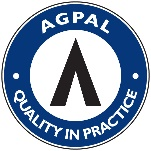 AGPAL
· QUALITY IN PRACTICE ·